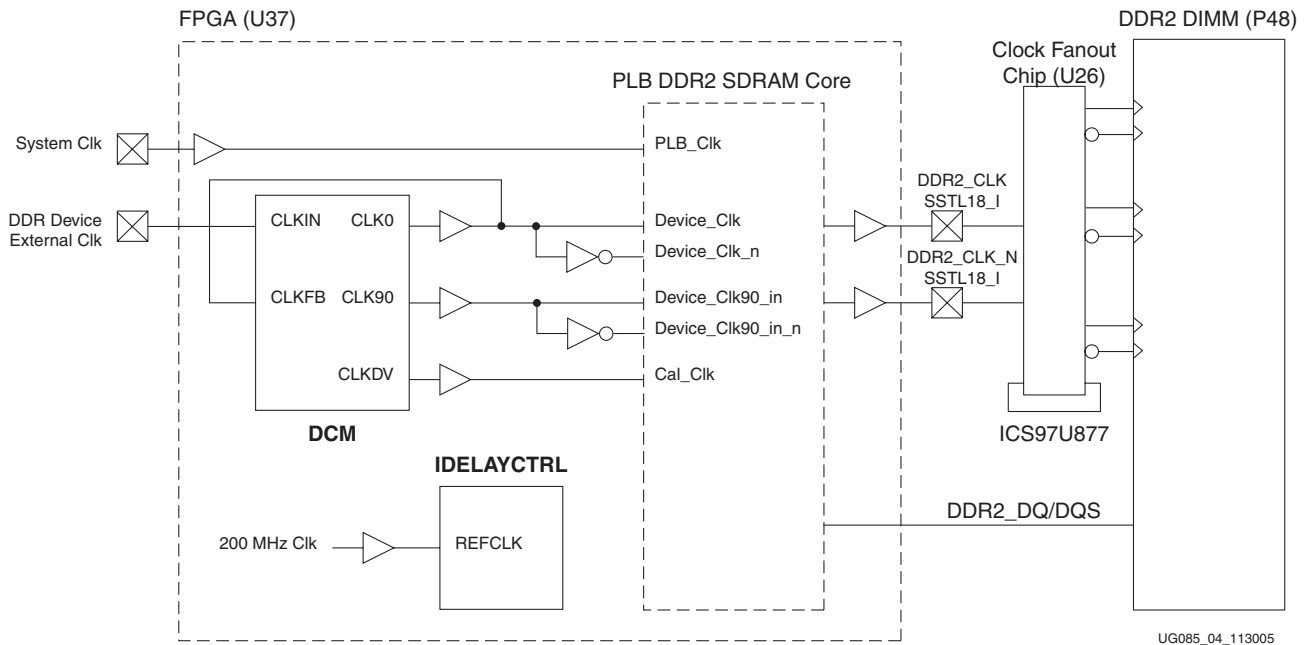 FPGA (U37)
DDR2 DIMM (P48)
Clock Fanout
Chip (U26)
PLB DDR2 SDRAM Core
System Clk
PLB_Clk
DDR2_CLK
SSTL18_I
DDR Device
External Clk
CLKIN
CLK0
Device_Clk
Device_Clk_n
DDR2_CLK_N
SSTL18_I
CLKFB
CLK90
Device_Clk90_in
Device_Clk90_in_n
CLKDV
Cal_Clk
DCM
ICS97U877
IDELAYCTRL
DDR2_DQ/DQS
200 MHz Clk
REFCLK
UG085_04_113005